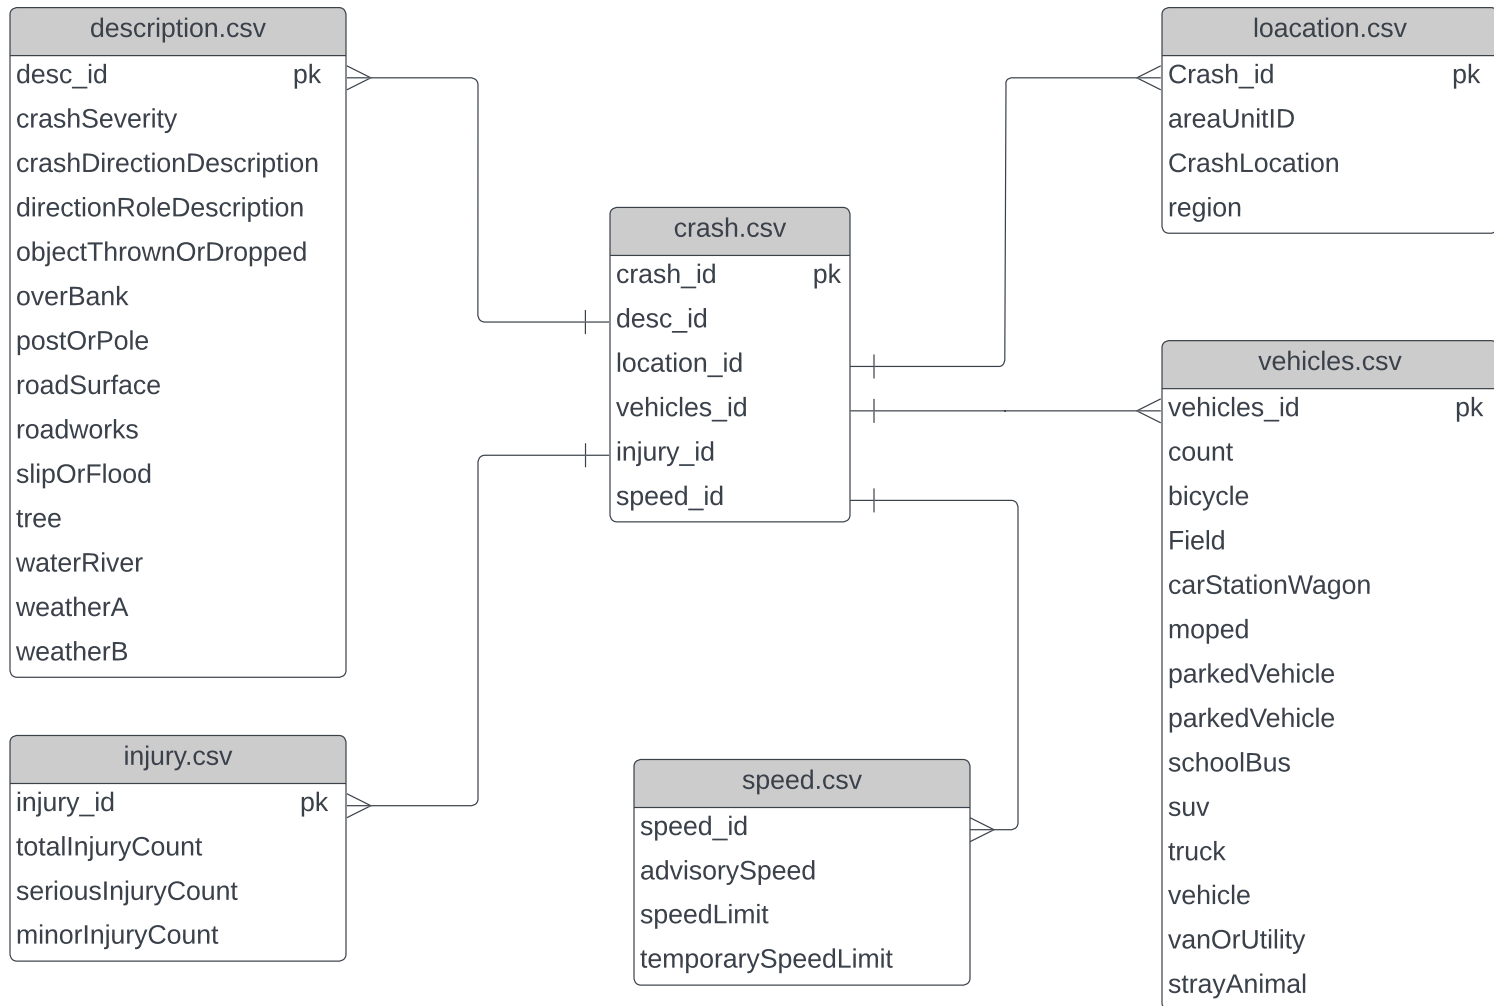 description.csv
desc_id pk
crashSeverity
crashDirectionDescription
directionRoleDescription
objectThrownOrDropped
overBank
postOrPole
roadSurface
roadworks
slipOrFlood
tree
waterRiver
weatherA
weatherB
injury.csv
injury_id pk
totalInjuryCount
seriousInjuryCount
minorInjuryCount
crash.csv
crash_id pk
desc_id
location_id
vehicles_id
injury_id
speed_id
speed.csv
speed_id
advisorySpeed
speedLimit
temporarySpeedLimit
loacation.csv
Crash_id pk
areaUnitID
CrashLocation
region
vehicles.csv
vehicles_id pk
count
bicycle
Field
carStationWagon
moped
parkedVehicle
parkedVehicle
schoolBus
suv
truck
vehicle
vanOrUtility
strayAnimal